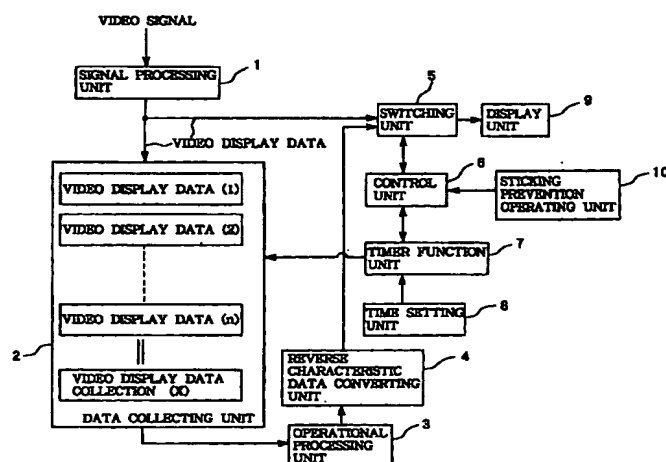 VIDEO SIGNAL
SIGNAL PROCESSING
UNIT
1
VIDEO DISPLAY DATA
5
SWITCHING
UNIT
DISPLAY
UNIT
9
6
CONTROL
UNIT
STICKING
PREVENTION
OPERATING UNIT
10
7
TIMER FUNCTION
UNIT
TIME SETTING
UNIT
8
VIDEO DISPLAY DATA (1)
VIDEO DISPLAY DATA (2)
VIDEO DISPLAY DATA (n)
VIDEO DISPLAY DATA
COLLECTION (X)
DATA COLLECTING UNIT
2
REVERSE
CHARACTERISTIC
DATA CONVERTING
UNIT
4
OPERATIONAL
PROCESSING
UNIT
3